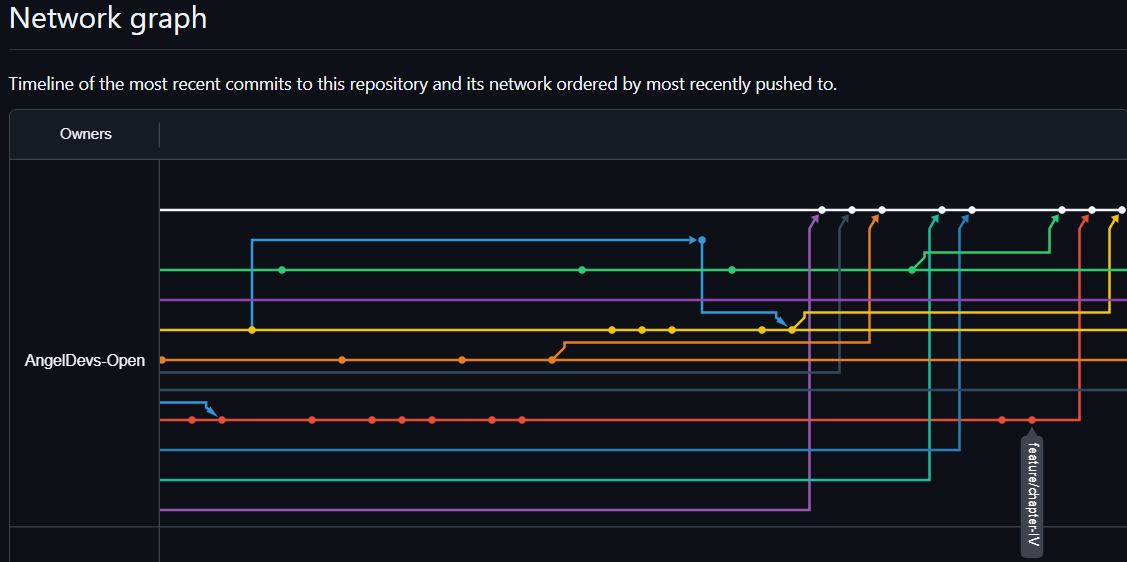 Network graph
Timeline of the most recent commits to this repository and its network ordered by most recently pushed to.
Owners
AngelDevs-Open
feature/chapter-IV